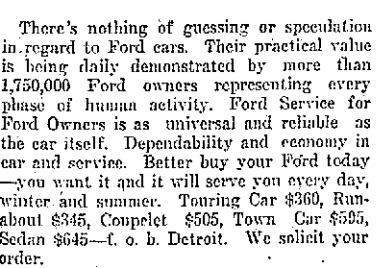 There's nothing of guessing or speculation
in regard to Ford cars. Their practical value
is being daily demonstrated by more than
1,750,000 Ford owners representing every
phase of human activity. Ford Service for
Ford Owners is as universal and reliable as
the car itself. Dependability and economy in
car and service. Better buy your Ford today
—you want it and it will serve you every day,
winter and summer. Touring Car $360, Run-
about $345, Coupelet $505, Town Car $595,
Sedan $645—f. o. b. Detroit. We solicit your
order.